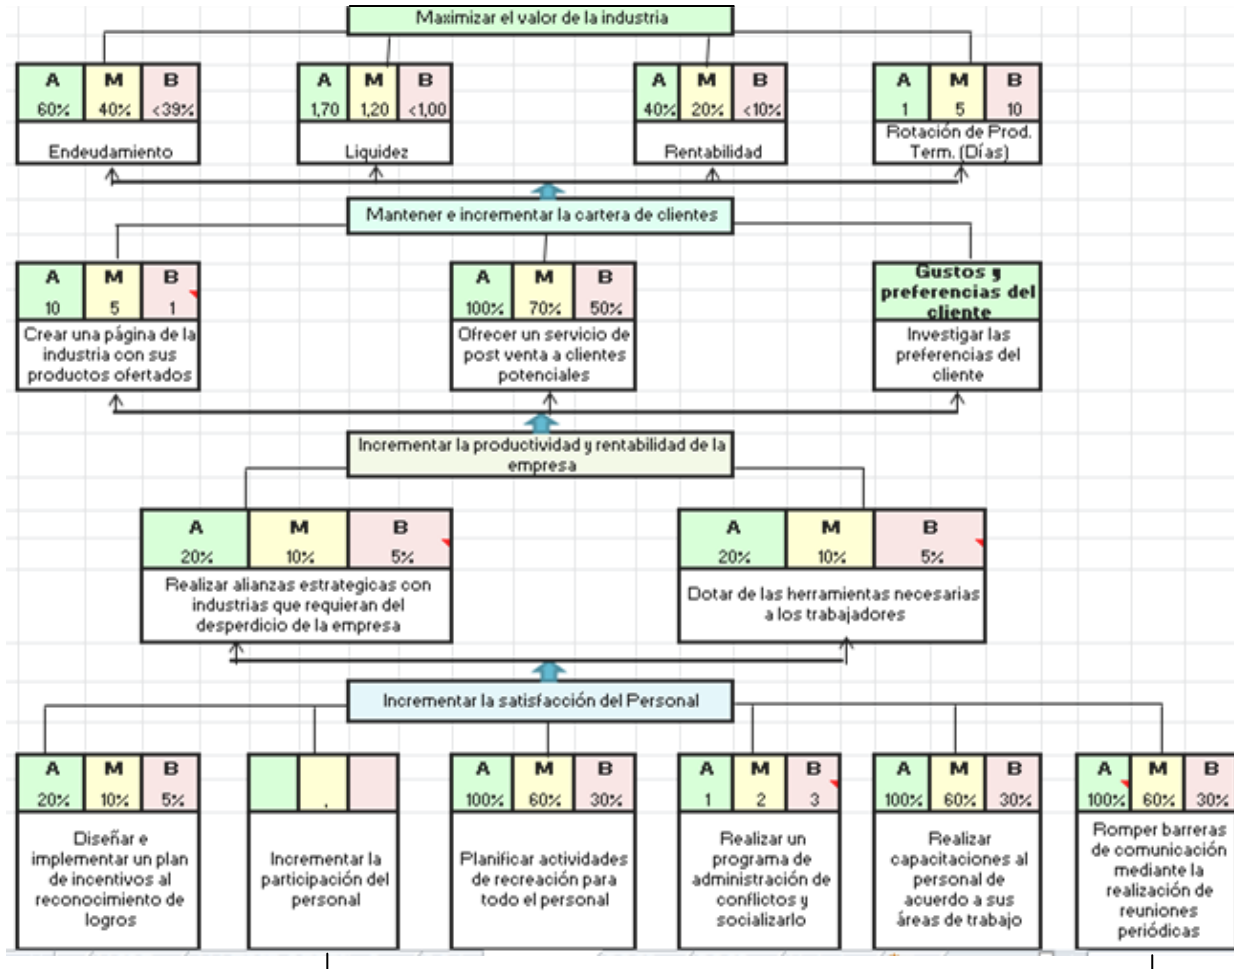 Maximizar el valor de la industria
A M B
60% 40% <39%
Endeudamiento
A M B
1,70 1,20 <1,00
Liquidez
A M B
40% 20% <10%
Rentabilidad
A M B
1 5 10
Rotación de Prod.
Term. (Días)
Mantener e incrementar la cartera de clientes
A M B
10 5 1
Crear una página de la
industria con sus
productos ofertados
A M B
100% 70% 50%
Ofrecer un servicio de
post venta a clientes
potenciales
Gustos y
preferencias del
cliente
Investigar las
preferencias del
cliente
Incrementar la productividad y rentabilidad de la
empresa
A M B
20% 10% 5%
Realizar alianzas estrategicas con
industrias que requieran del
desperdicio de la empresa
A M B
20% 10% 5%
Dotar de las herramientas necesarias
a los trabajadores
Incrementar la satisfacción del Personal
A M B
20% 10% 5%
Diseñar e
implementar un plan
de incentivos al
reconocimiento de
logros
.
Incrementar la
participación del
personal
A M B
100% 60% 30%
Planificar actividades
de recreación para
todo el personal
A M B
1 2 3
Realizar un
programa de
administración de
conflictos y
socializarlo
A M B
100% 60% 30%
Realizar
capacitaciones al
personal de
acuerdo a sus
áreas de trabajo
A M B
100% 60% 30%
Romper barreras
de comunicación
mediante la
realización de
reuniones
periódicas